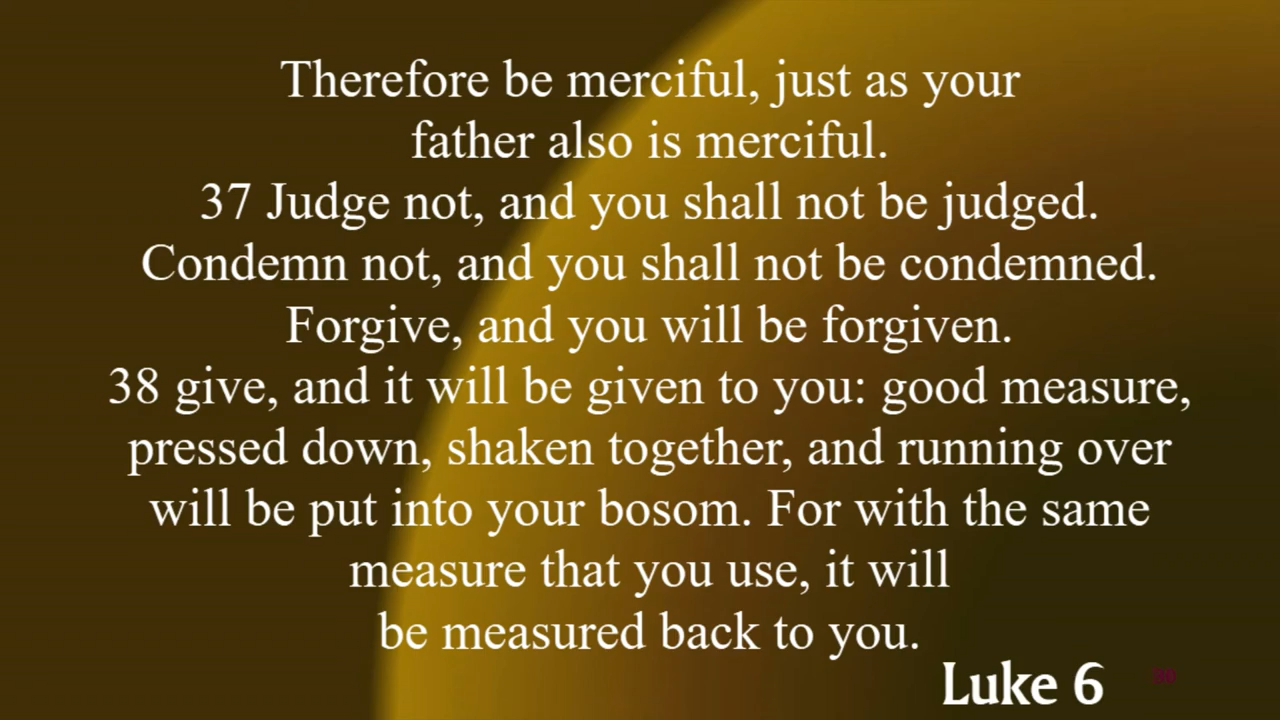 Therefore be merciful, just as your
father also is merciful.
37 Judge not, and you shall not be judged.
Condemn not, and you shall not be condemned.
Forgive, and you will be forgiven.
38 give, and it will be given to you: good measure,
pressed down, shaken together, and running over
will be put into your bosom. For with the same
measure that you use, it will
be measured back to you.
Luke 6